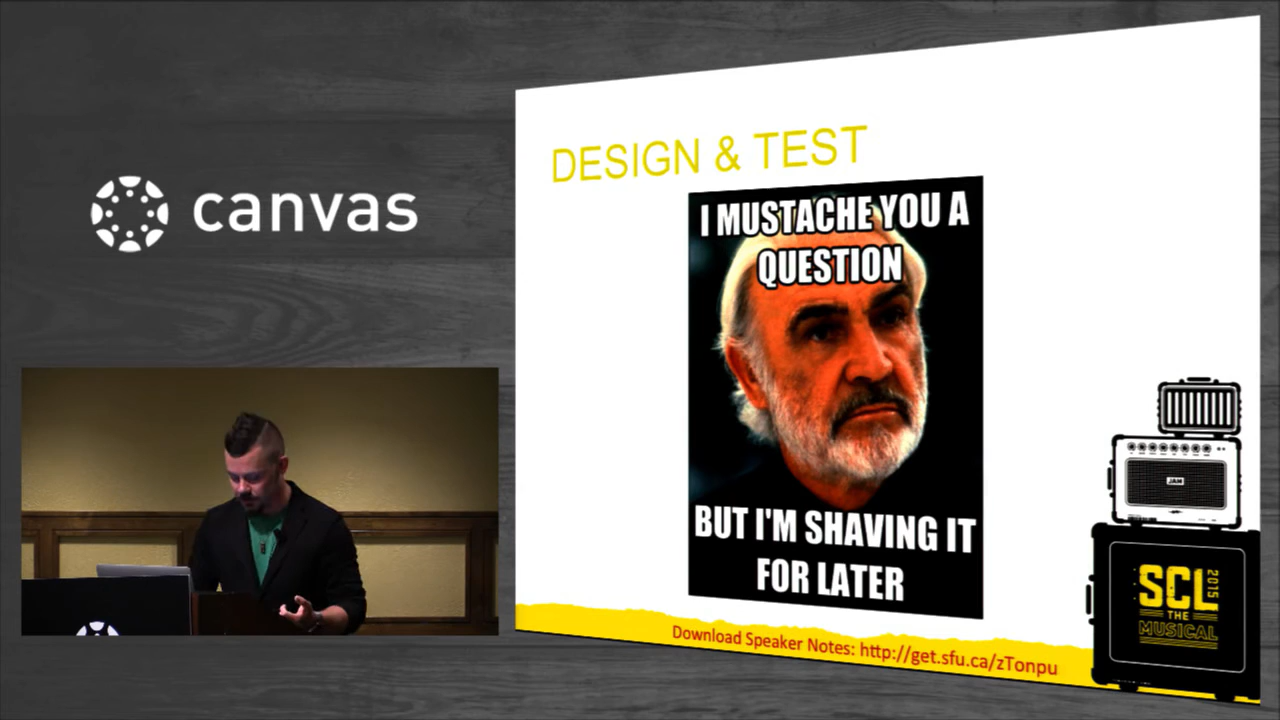 canvas
DESIGN & TEST
I MUSTACHE YOU A
QUESTION
BUT I'M SHAVING IT
FOR LATER
Download Speaker Notes: http://get.sfu.ca/zTonpu
JAM
SCL
2015
THE
MUSICAL